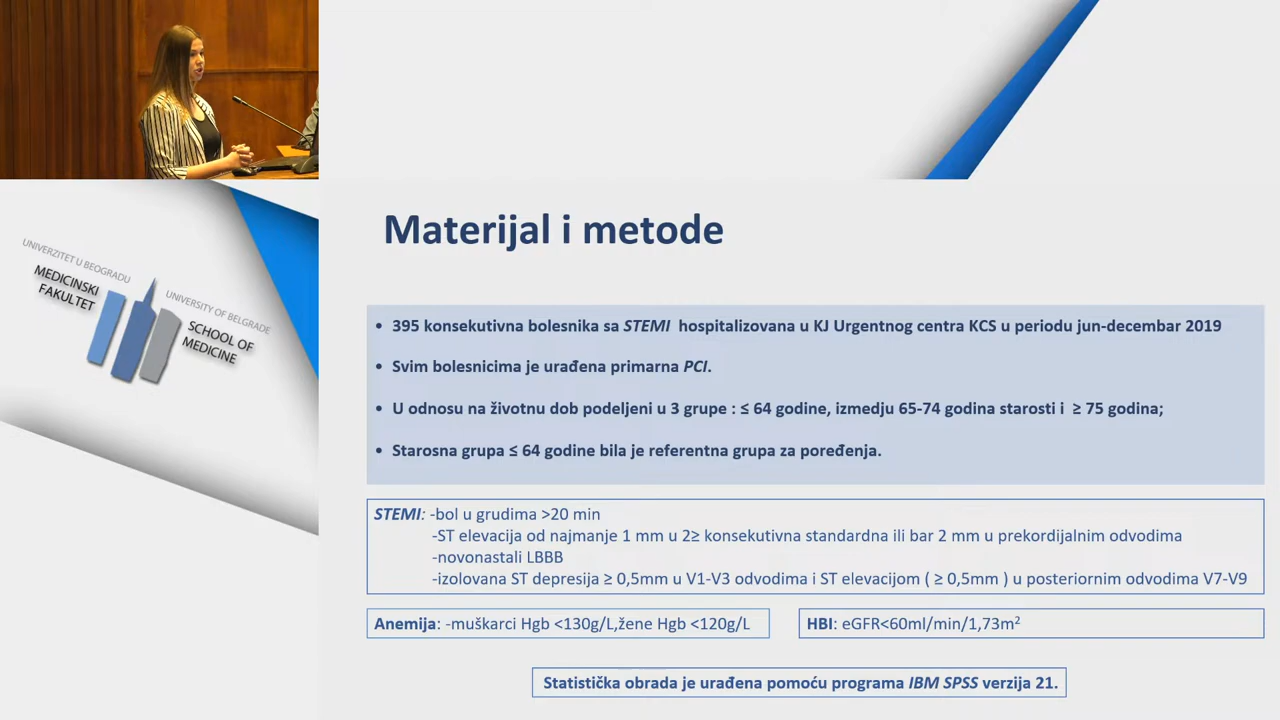 Materijal i metode
UNIVERZITET U BEOGRADU
MEDICINSKI
FAKULTET
UNIVERSITY OF BELGRADE
SCHOOL OF
MEDICINE
• 395 konsekutivna bolesnika sa STEMI hospitalizovana u KJ Urgentnog centra KCS u periodu jun-decembar 2019
• Svim bolesnicima je urađena primarna PCI.
• U odnosu na životnu dob podeljeni u 3 grupe : ≤ 64 godine, izmedju 65-74 godina starosti i ≥ 75 godina;
• Starosna grupa ≤ 64 godine bila je referentna grupa za poređenja.
STEMI: -bol u grudima >20 min
-ST elevacija od najmanje 1 mm u 2≥ konsekutivna standardna ili bar 2 mm u prekordijalnim odvodima
-novonastali LBBB
-izolovana ST depresija ≥ 0,5mm u V1-V3 odvodima i ST elevacijom ( ≥ 0,5mm ) u posteriornim odvodima V7-V9
Anemija: -muškarci Hgb <130g/L,žene Hgb <120g/L
HBI: eGFR<60ml/min/1,73m²
Statistička obrada je urađena pomoću programa IBM SPSS verzija 21.